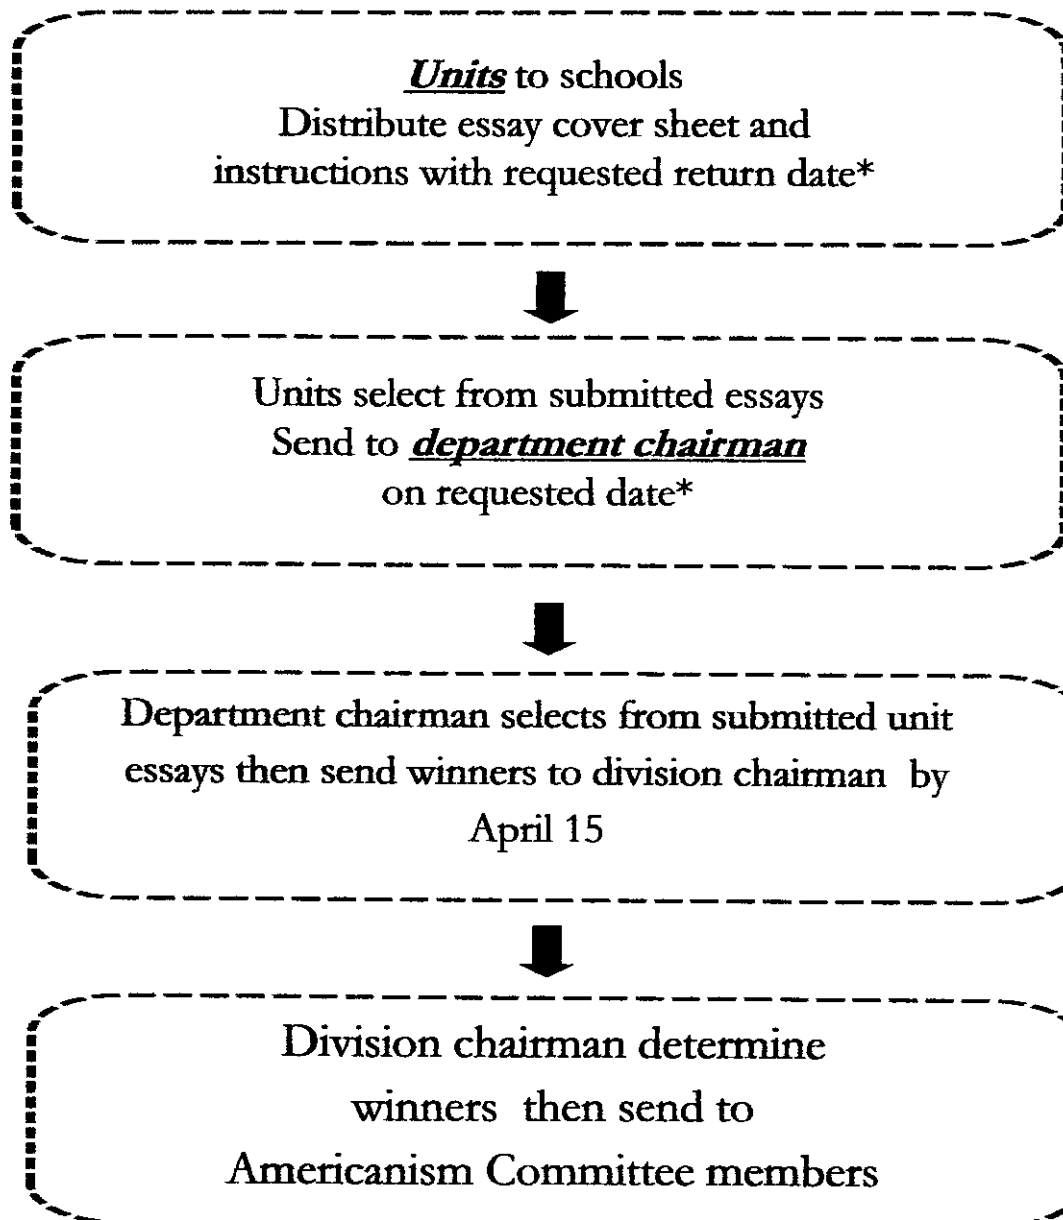 Units to schools
Distribute essay cover sheet and
instructions with requested return date*
Units select from submitted essays
Send to department chairman
on requested date*
Department chairman selects from submitted unit
essays then send winners to division chairman by
April 15
Division chairman determine
winners then send to
Americanism Committee members